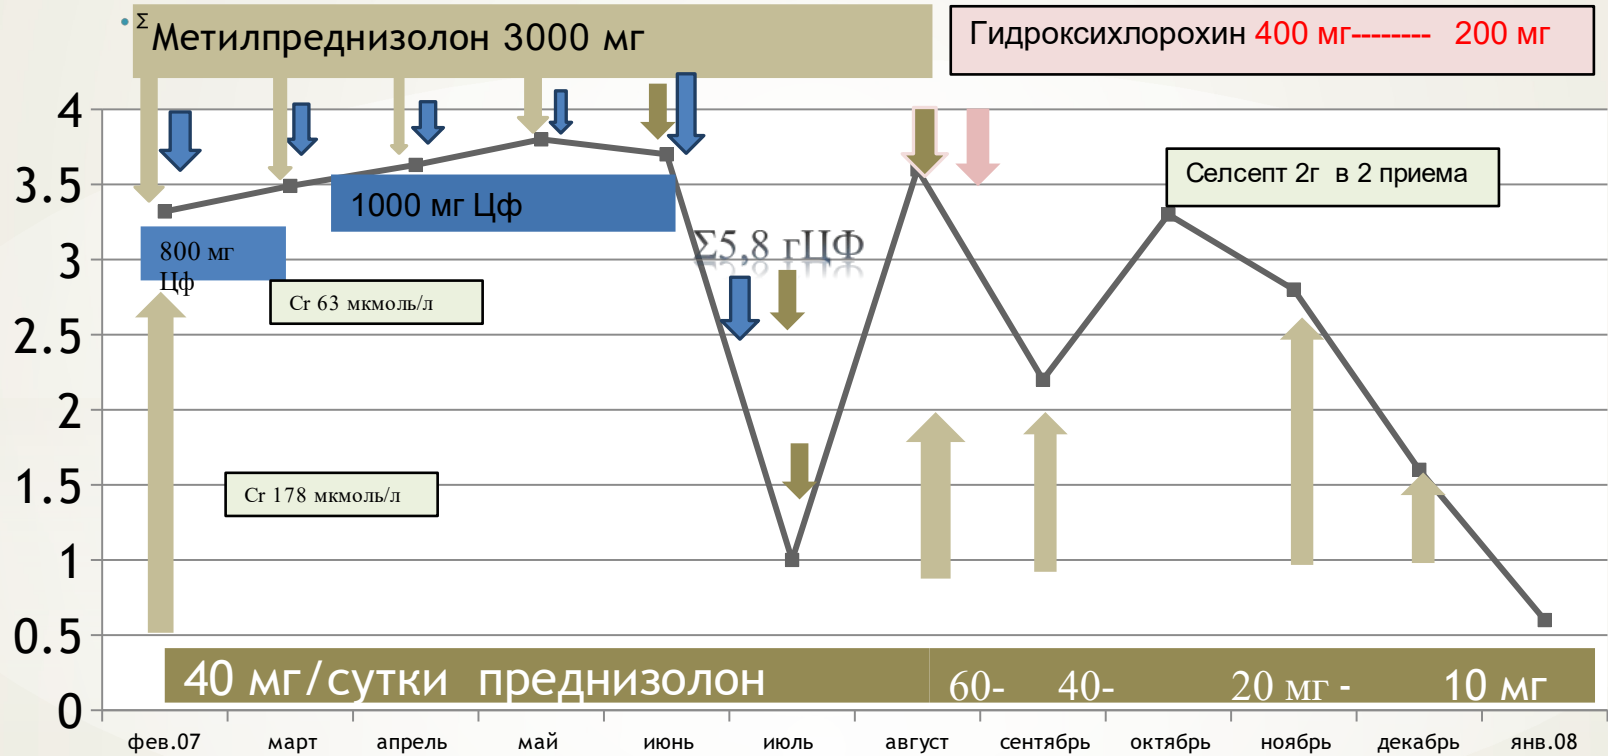 Σ
Метилпреднизолон 3000 мг
Гидроксихлорохин 400 мг-------- 200 мг
4
3.5
3
2.5
2
1.5
1
0.5
0
Селсепт 2г в 2 приема
1000 мг Цф
800 мг
Цф
Σ5,8 гЦФ
Cr 63 мкмоль/л
Cr 178 мкмоль/л
40 мг/сутки преднизолон
60- 40- 20 мг - 10 мг
фев.07 март апрель май июнь июль август сентябрь октябрь ноябрь декабрь янв.08